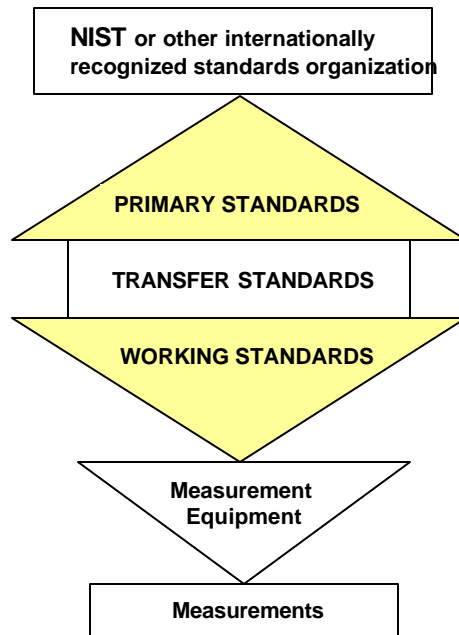 NIST or other internationally
recognized standards organization
PRIMARY STANDARDS
TRANSFER STANDARDS
WORKING STANDARDS
Measurement
Equipment
Measurements